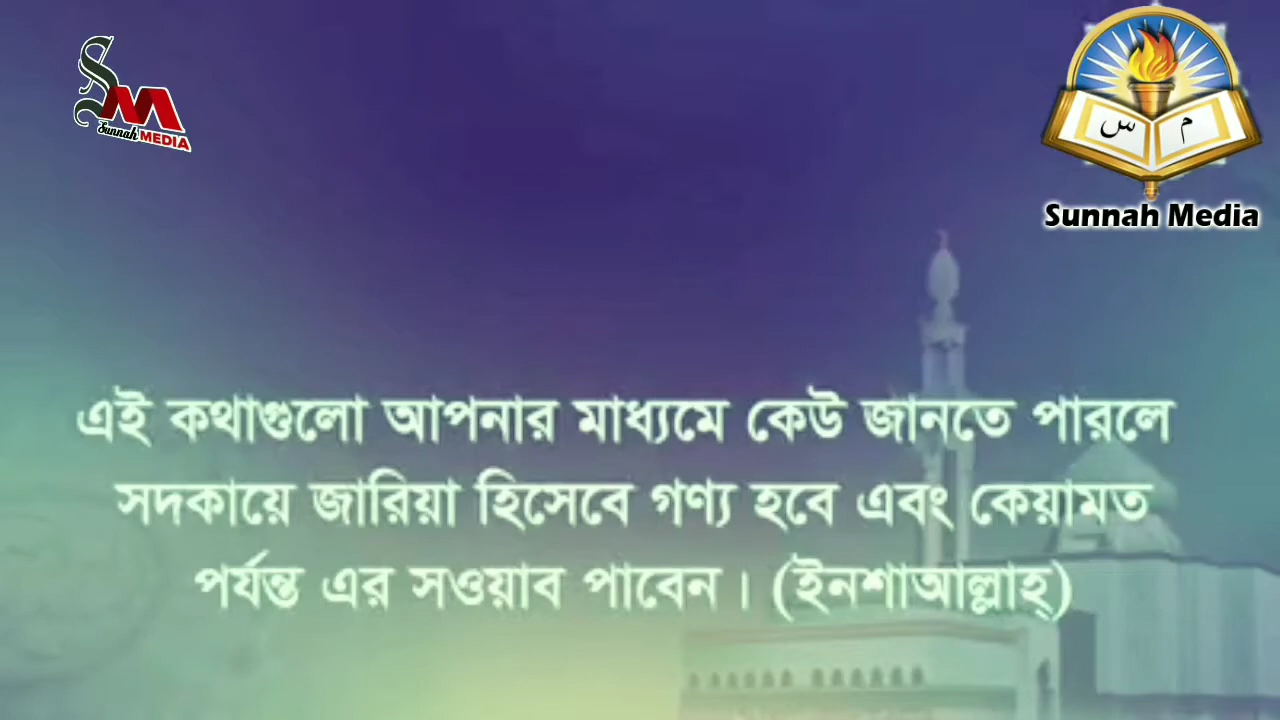 SM
Sunnah MEDIA
س م
Sunnah Media
এই কথাগুলো আপনার মাধ্যমে কেউ জানতে পারলে
সদকায়ে জারিয়া হিসেবে গণ্য হবে এবং কেয়ামত
পর্যন্ত এর সওয়াব পাবেন । (ইনশাআল্লাহ্)